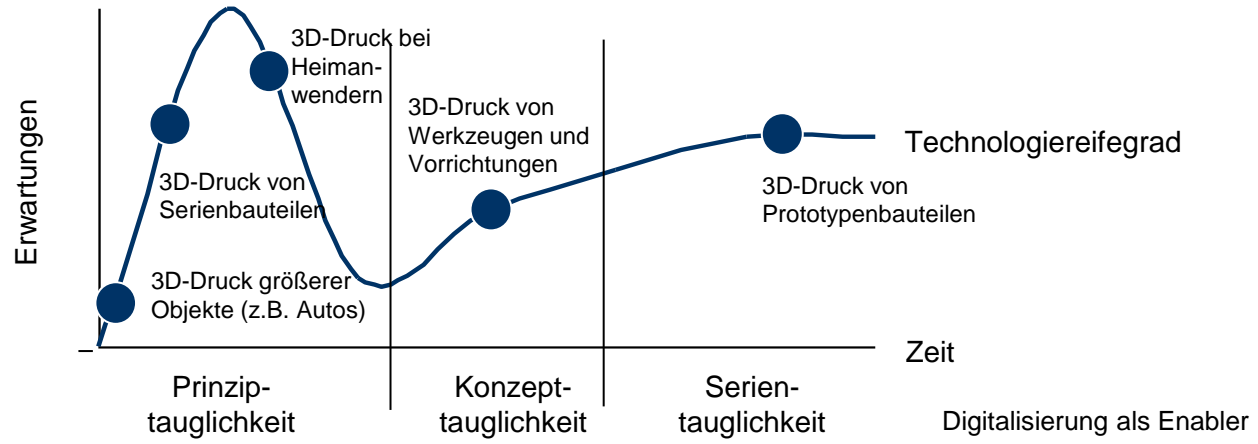 3D-Druck bei
Heiman-
wendern
3D-Druck von
Werkzeugen und
Vorrichtungen
Erwartungen
Technologiereifegrad
3D-Druck von
Serienbauteilen
3D-Druck von
Prototypenbauteilen
3D-Druck größerer
Objekte (z.B. Autos)
–
Zeit
Prinzip-
tauglichkeit
Konzept-
tauglichkeit
Serien-
tauglichkeit
Digitalisierung als Enabler